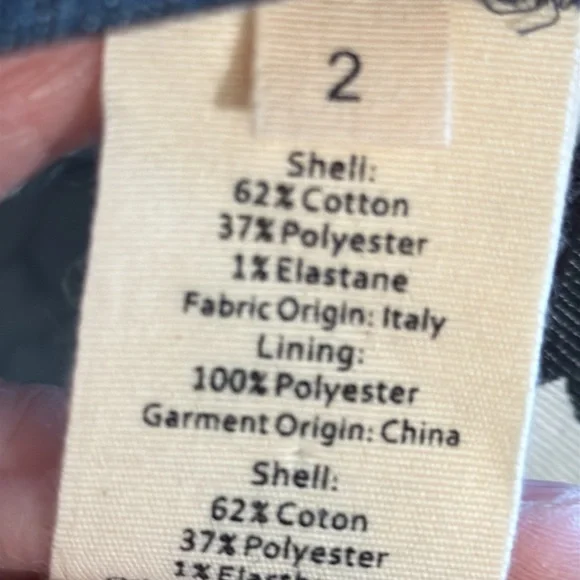 2
Shell:
62% Cotton
37% Polyester
1% Elastane
Fabric Origin: Italy
Lining:
100% Polyester
Garment Origin: China
Shell:
62% Coton
37% Polyester
1%